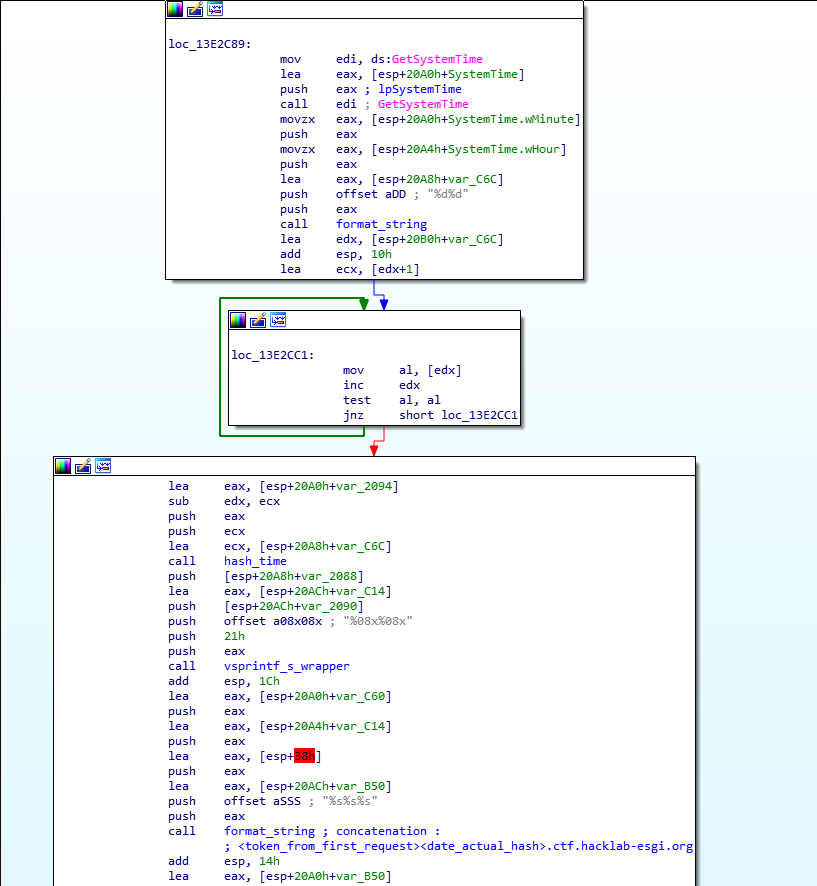 loc_13E2C89:
mov edi, ds:GetSystemTime
lea eax, [esp+20A0h+SystemTime]
push eax ; lpSystemTime
call edi ; GetSystemTime
movzx eax, [esp+20A0h+SystemTime.wMinute]
push eax
movzx eax, [esp+20A4h+SystemTime.wHour]
push eax
lea eax, [esp+20A8h+var_C6C]
push offset aDD ; "%d%d"
push eax
call format_string
lea edx, [esp+20B0h+var_C6C]
add esp, 10h
lea ecx, [edx+1]
loc_13E2CC1:
mov al, [edx]
inc edx
test al, al
jnz short loc_13E2CC1
lea eax, [esp+20A0h+var_2094]
sub edx, ecx
push eax
push ecx
lea ecx, [esp+20A8h+var_C6C]
call hash_time
push [esp+20A8h+var_2088]
lea eax, [esp+20ACh+var_C14]
push [esp+20ACh+var_2090]
push offset a08x08x ; "%08x%08x"
push 21h
push eax
call vsprintf_s_wrapper
add esp, 1Ch
lea eax, [esp+20A0h+var_C60]
push eax
lea eax, [esp+20A4h+var_C14]
push eax
lea eax, [esp+38h]
push eax
lea eax, [esp+20ACh+var_B50]
push offset aSSS ; "%s%s%s"
push eax
call format_string ; concatenation :
; <token_from_first_request><date_actual_hash>.ctf.hacklab-esgi.org
add esp, 14h
lea eax, [esp+20A0h+var_B50]